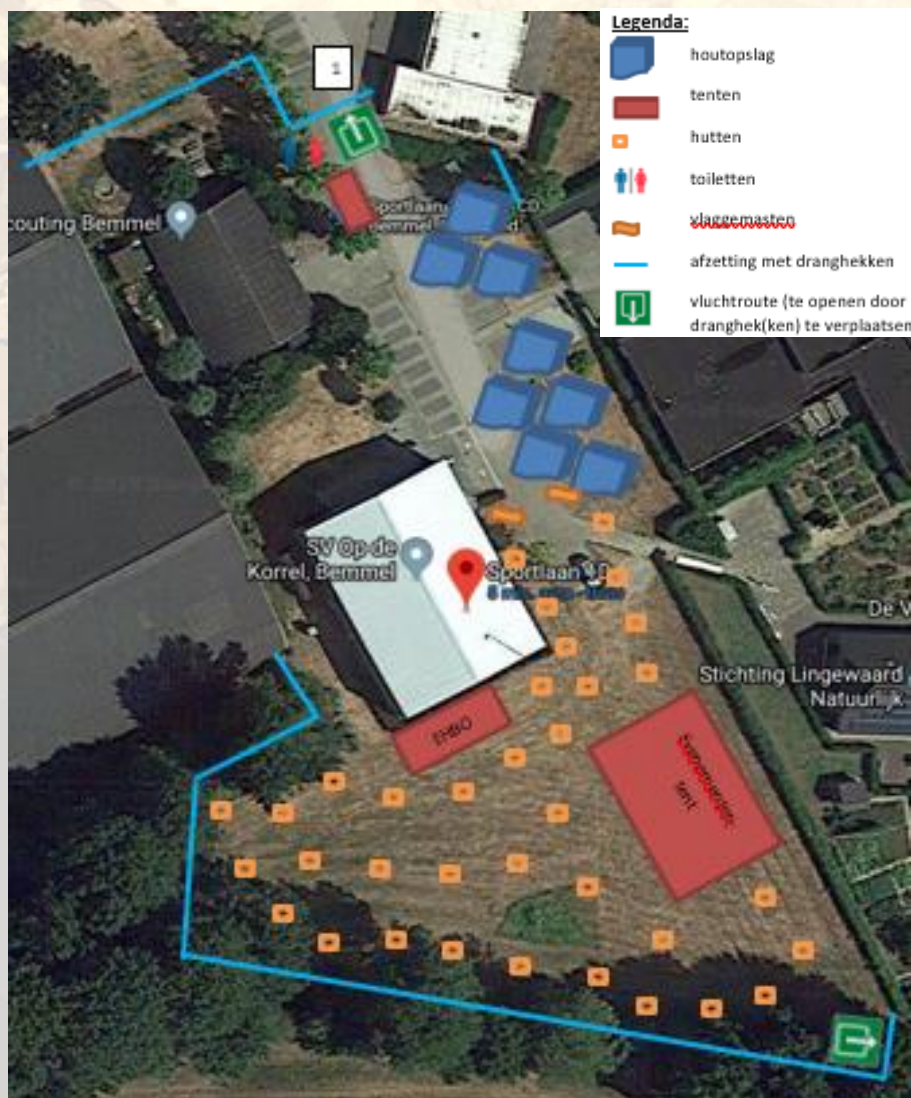 Legenda:
houtopslag
tenten
hutten
toiletten
vlaggemasten
afzetting met dranghekken
vluchtroute (te openen door
dranghek(ken) te verplaatsen
1
couting Bemmel
SV Op de
Korrel, Bemmel
Sportlaan 1D
EHBO
tent
De V
Stichting Lingewaard
Natuurlijk